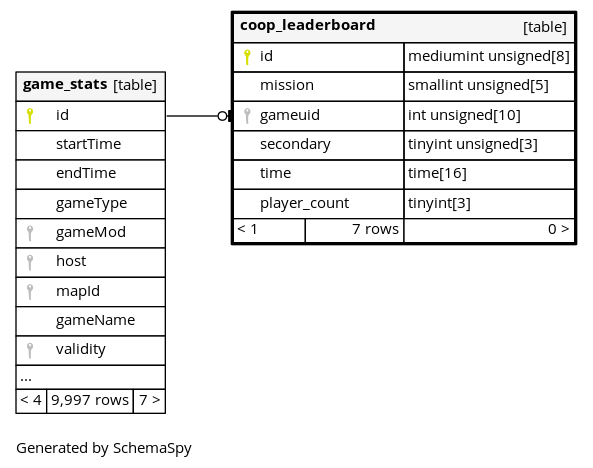 coop_leaderboard [table]
id mediumint unsigned[8]
mission smallint unsigned[5]
gameuid int unsigned[10]
secondary tinyint unsigned[3]
time time[16]
player_count tinyint[3]
< 1 7 rows 0 >
game_stats [table]
id
startTime
endTime
gameType
gameMod
host
mapId
gameName
validity
...
< 4 9,997 rows 7 >
Generated by SchemaSpy